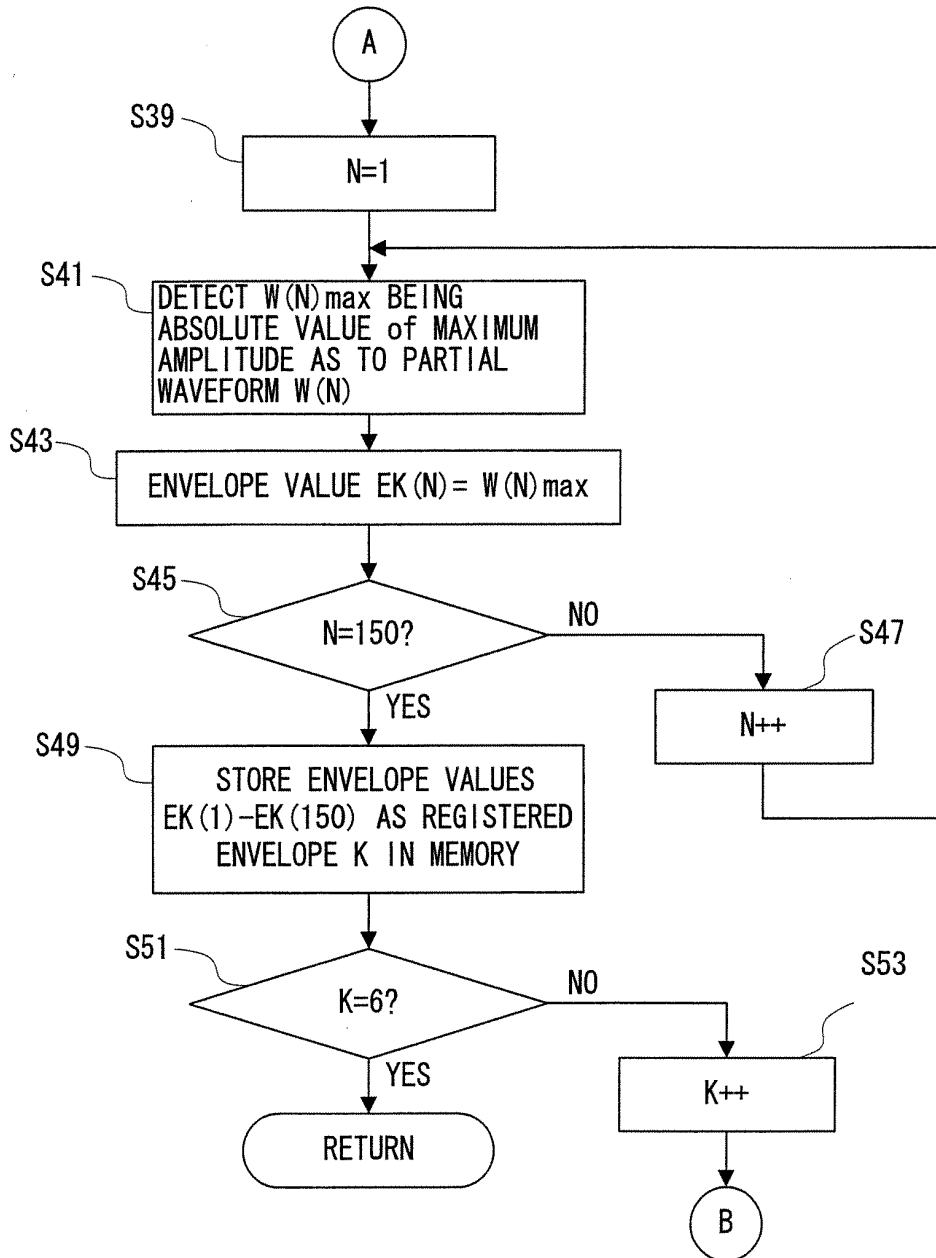 A
S39
N=1
S41
DETECT W(N)max BEING
ABSOLUTE VALUE of MAXIMUM
AMPLITUDE AS TO PARTIAL
WAVEFORM W(N)
S43
ENVELOPE VALUE EK(N)= W(N)max
S45
N=150?
NO
S47
N++
YES
S49
STORE ENVELOPE VALUES
EK(1)-EK(150) AS REGISTERED
ENVELOPE K IN MEMORY
S51
K=6?
NO
S53
K++
YES
RETURN
B